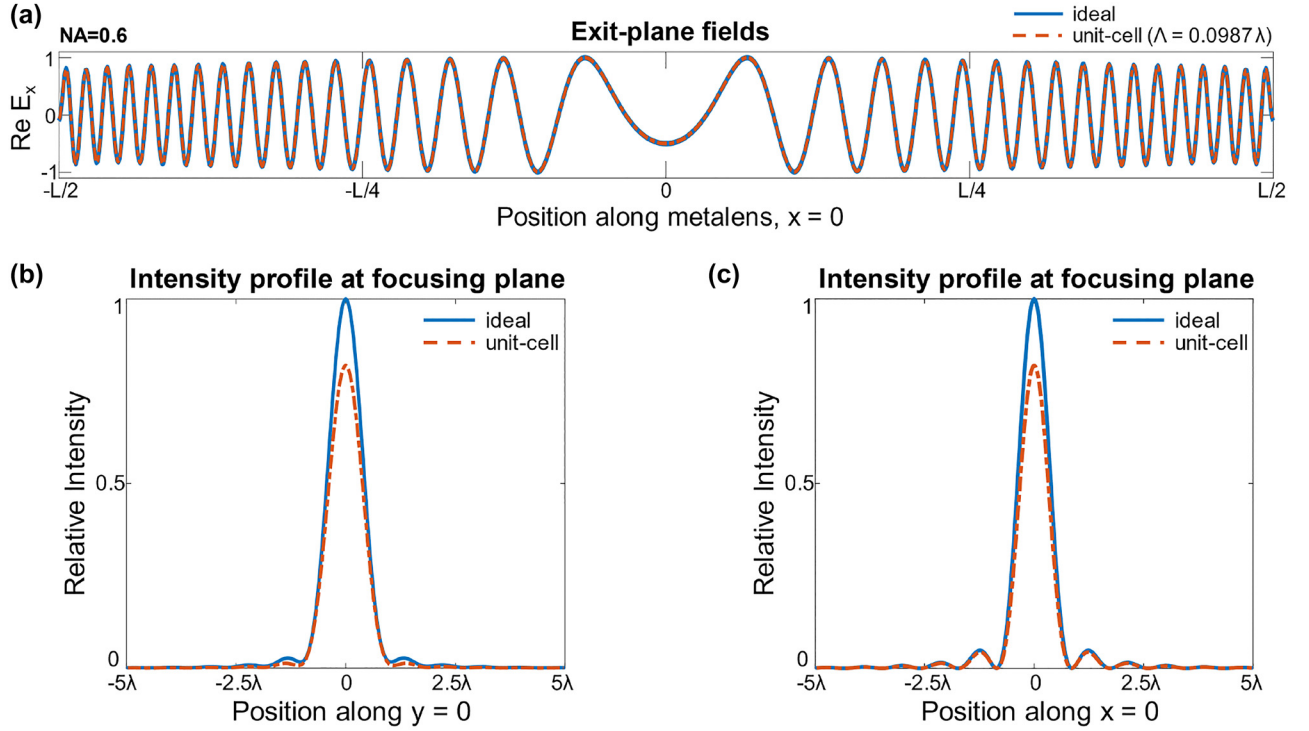 (a)
NA=0.6
Exit-plane fields
ideal
unit-cell (Λ = 0.0987 λ)
Re Eₓ
1
0
-1
-L/2
-L/4
0
L/4
L/2
Position along metalens, x = 0
(b)
Intensity profile at focusing plane
ideal
unit-cell
Relative Intensity
1
0.5
0
-5λ
-2.5λ
0
2.5λ
5λ
Position along y = 0
(c)
Intensity profile at focusing plane
ideal
unit-cell
Relative Intensity
1
0.5
0
-5λ
-2.5λ
0
2.5λ
5λ
Position along x = 0